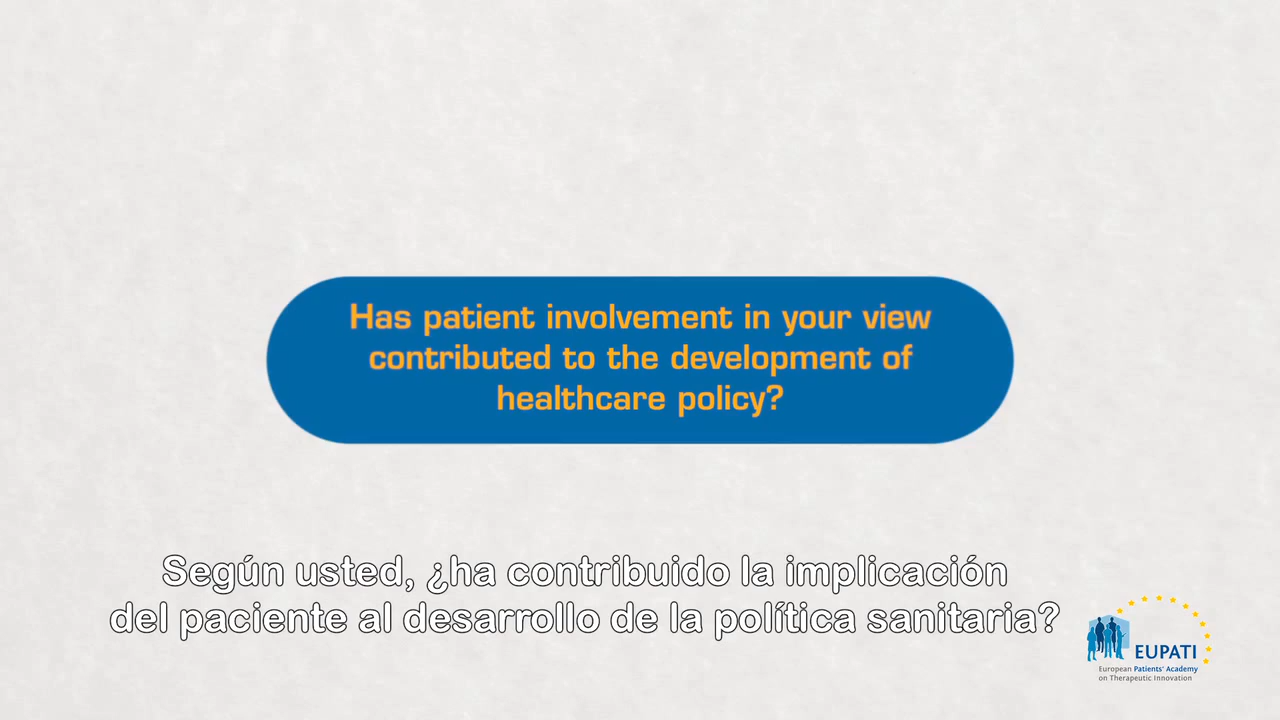 Has patient involvement in your view
contributed to the development of
healthcare policy?
Según usted, ¿ha contribuido la implicación
del paciente al desarrollo de la política sanitaria?
EUPATI
European Patients' Academy
on Therapeutic Innovation